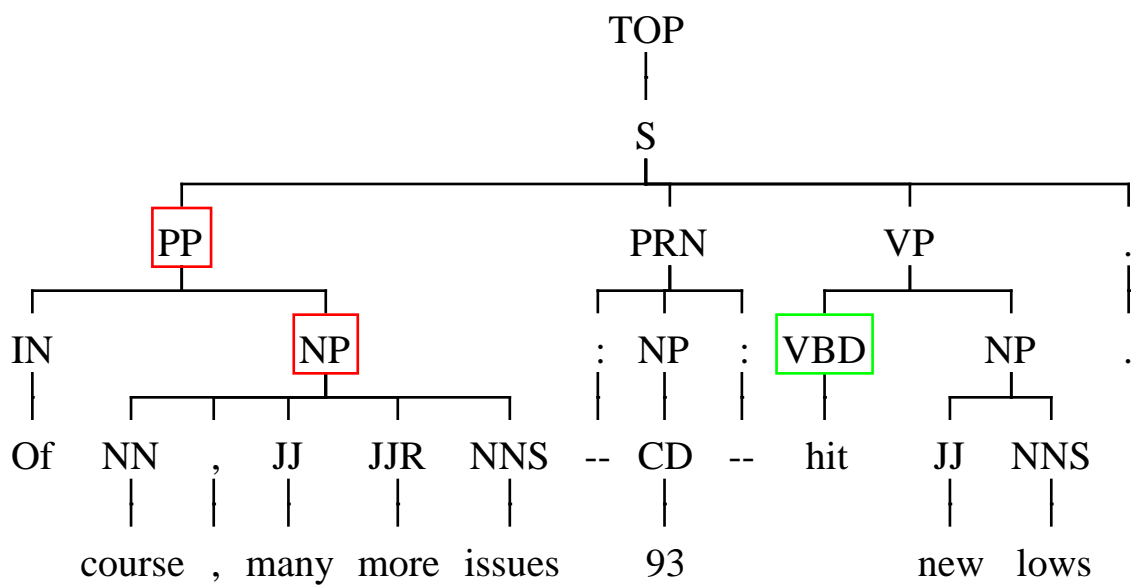 TOP
S
PP PRN VP .
IN NP : NP : VBD NP .
Of NN , JJ JJR NNS -- CD -- hit JJ NNS
course , many more issues 93 new lows